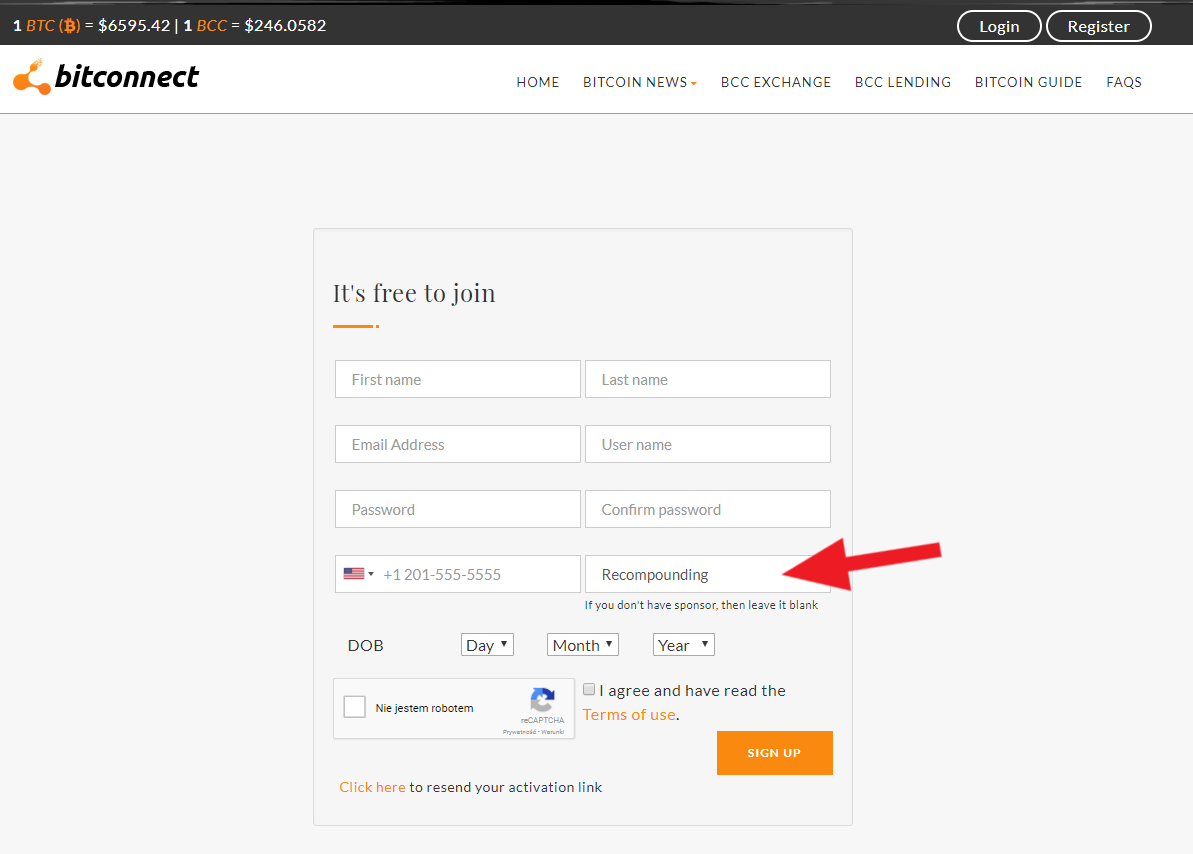 1 BTC (₿) = $6595.42 | 1 BCC = $246.0582
Login
Register
bitconnect
HOME
BITCOIN NEWS
BCC EXCHANGE
BCC LENDING
BITCOIN GUIDE
FAQS
It's free to join
First name
Last name
Email Address
User name
Password
Confirm password
+1 201-555-5555
Recompounding
If you don't have sponsor, then leave it blank
DOB
Day
Month
Year
Nie jestem robotem
reCAPTCHA
Prywatność - Warunki
I agree and have read the
Terms of use.
SIGN UP
Click here to resend your activation link